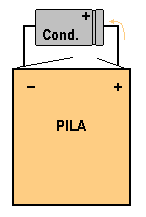 +
Cond.
− +
PILA